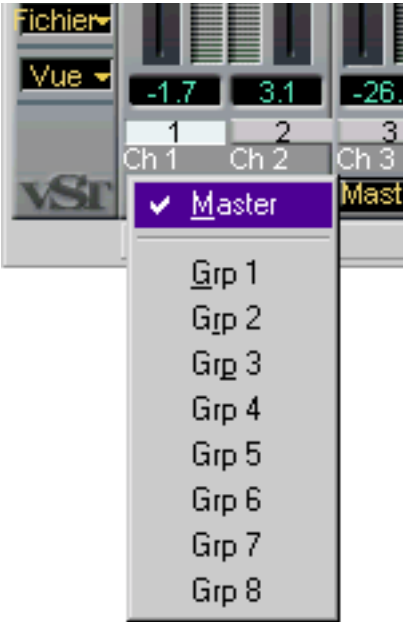 Fichier
Vue
-1.7 3.1 -26.
1 2 3
Ch 1 Ch 2 Ch 3
VST Mast
Master
Grp 1
Grp 2
Grp 3
Grp 4
Grp 5
Grp 6
Grp 7
Grp 8